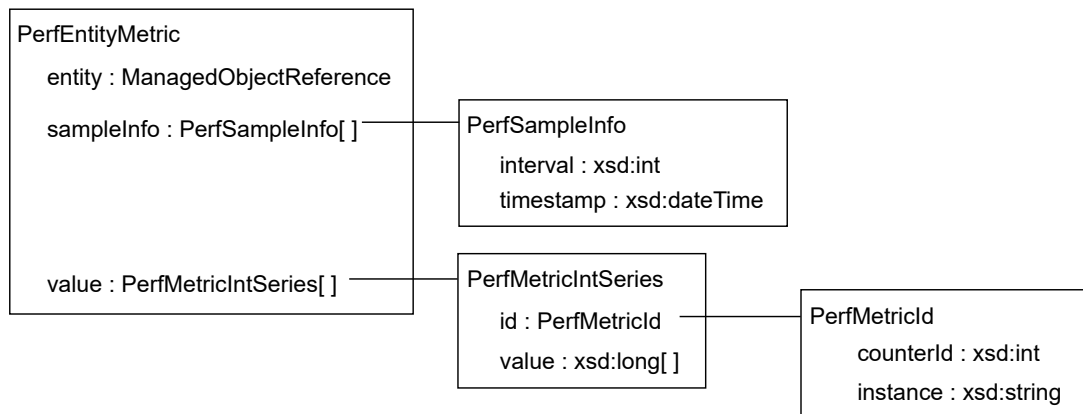 PerfEntityMetric
entity : ManagedObjectReference
sampleInfo : PerfSampleInfo[ ]
PerfSampleInfo
interval : xsd:int
timestamp : xsd:dateTime
value : PerfMetricIntSeries[ ]
PerfMetricIntSeries
id : PerfMetricId
value : xsd:long[ ]
PerfMetricId
counterId : xsd:int
instance : xsd:string